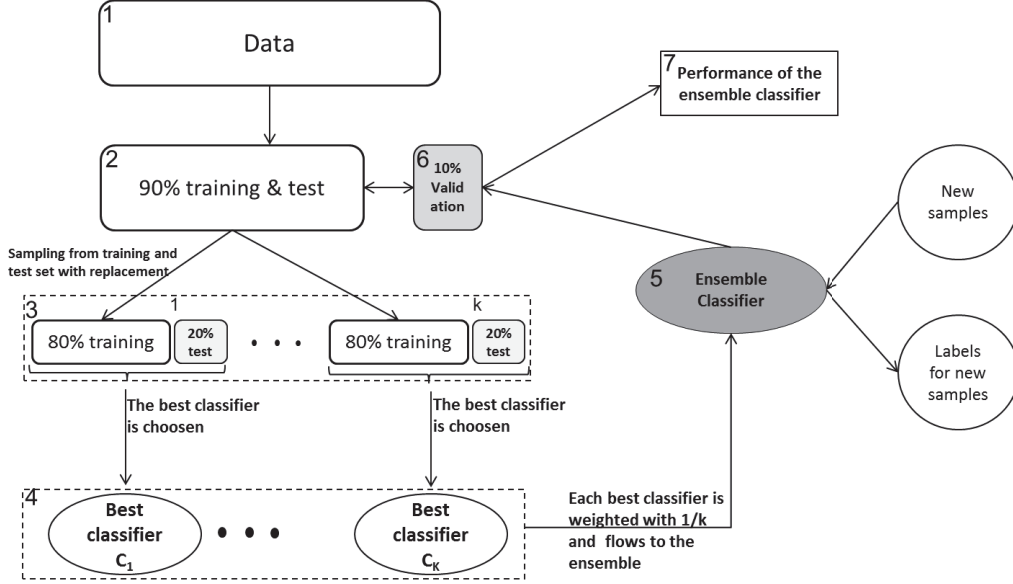 1
Data
2
90% training & test
6
10%
Valid
ation
7
Performance of the
ensemble classifier
New
samples
Sampling from training and
test set with replacement
5
Ensemble
Classifier
3
1
80% training
20%
test
• • •
k
80% training
20%
test
Labels
for new
samples
The best classifier
is choosen
The best classifier
is choosen
4
Best
classifier
C1
• • •
Best
classifier
CK
Each best classifier is
weighted with 1/k
and flows to the
ensemble